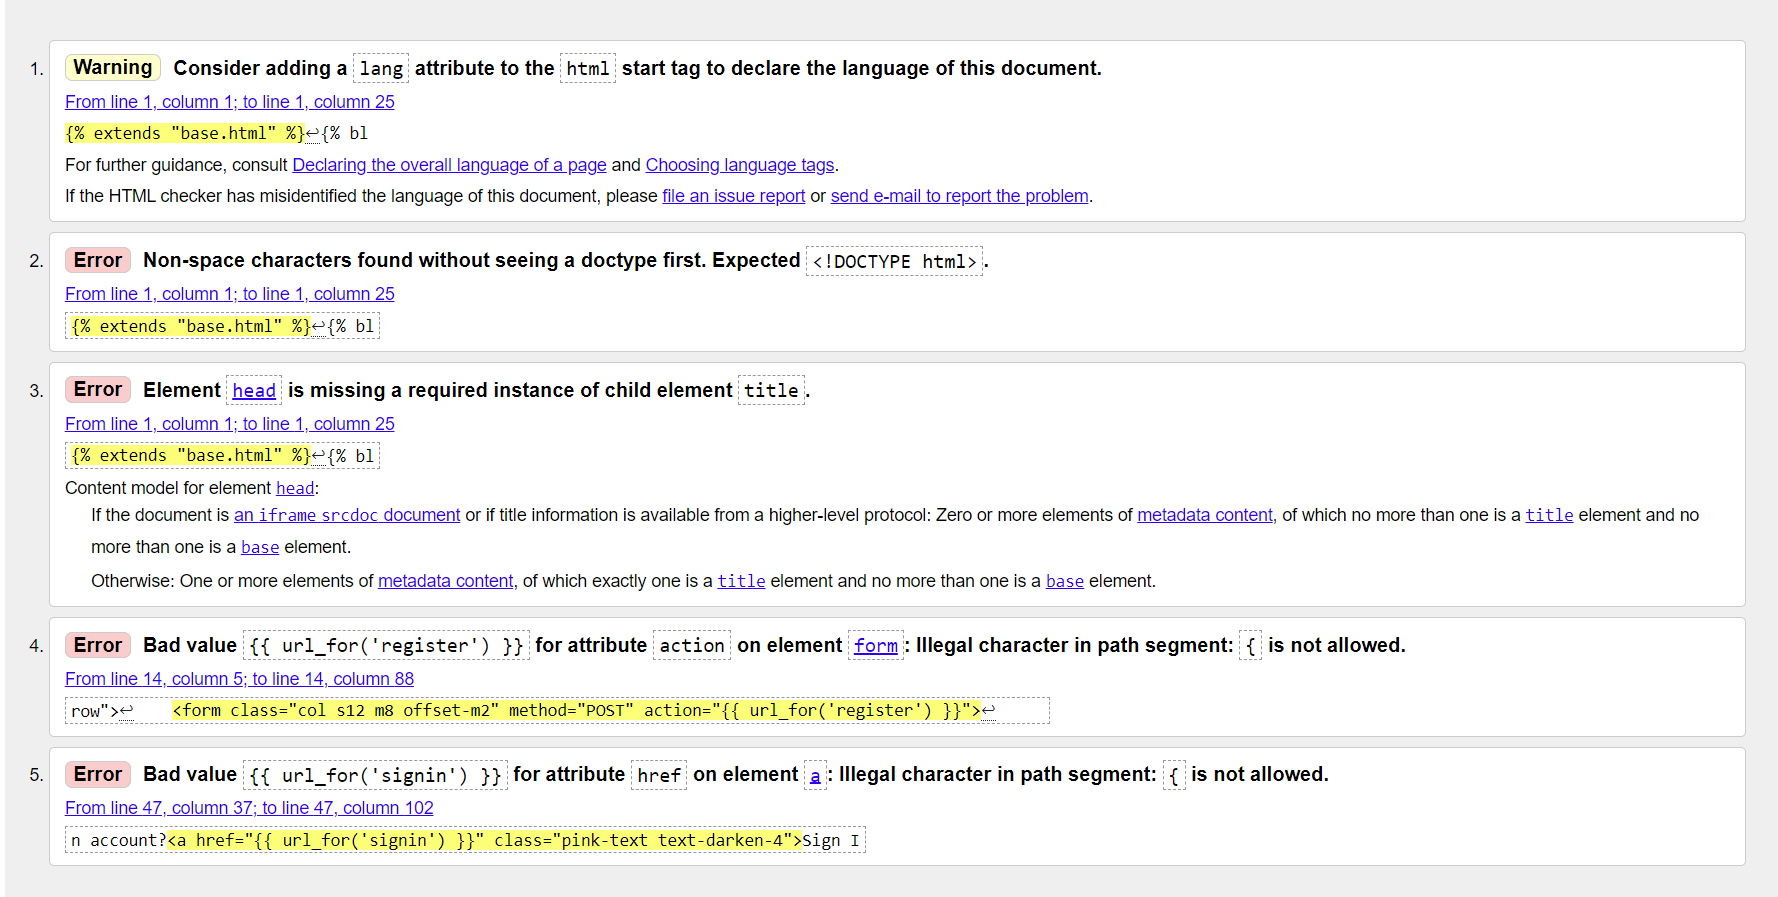 1. Warning Consider adding a lang attribute to the html start tag to declare the language of this document.
From line 1, column 1; to line 1, column 25
{% extends "base.html" %}↩{% bl
For further guidance, consult Declaring the overall language of a page and Choosing language tags.
If the HTML checker has misidentified the language of this document, please file an issue report or send e-mail to report the problem.
2. Error Non-space characters found without seeing a doctype first. Expected <!DOCTYPE html>.
From line 1, column 1; to line 1, column 25
{% extends "base.html" %}↩{% bl
3. Error Element head is missing a required instance of child element title.
From line 1, column 1; to line 1, column 25
{% extends "base.html" %}↩{% bl
Content model for element head:
If the document is an iframe srcdoc document or if title information is available from a higher-level protocol: Zero or more elements of metadata content, of which no more than one is a title element and no
more than one is a base element.
Otherwise: One or more elements of metadata content, of which exactly one is a title element and no more than one is a base element.
4. Error Bad value {{ url_for('register') }} for attribute action on element form: Illegal character in path segment: { is not allowed.
From line 14, column 5; to line 14, column 88
row">↩    <form class="col s12 m8 offset-m2" method="POST" action="{{ url_for('register') }}">↩
5. Error Bad value {{ url_for('signin') }} for attribute href on element a: Illegal character in path segment: { is not allowed.
From line 47, column 37; to line 47, column 102
n account?<a href="{{ url_for('signin') }}" class="pink-text text-darken-4">Sign I